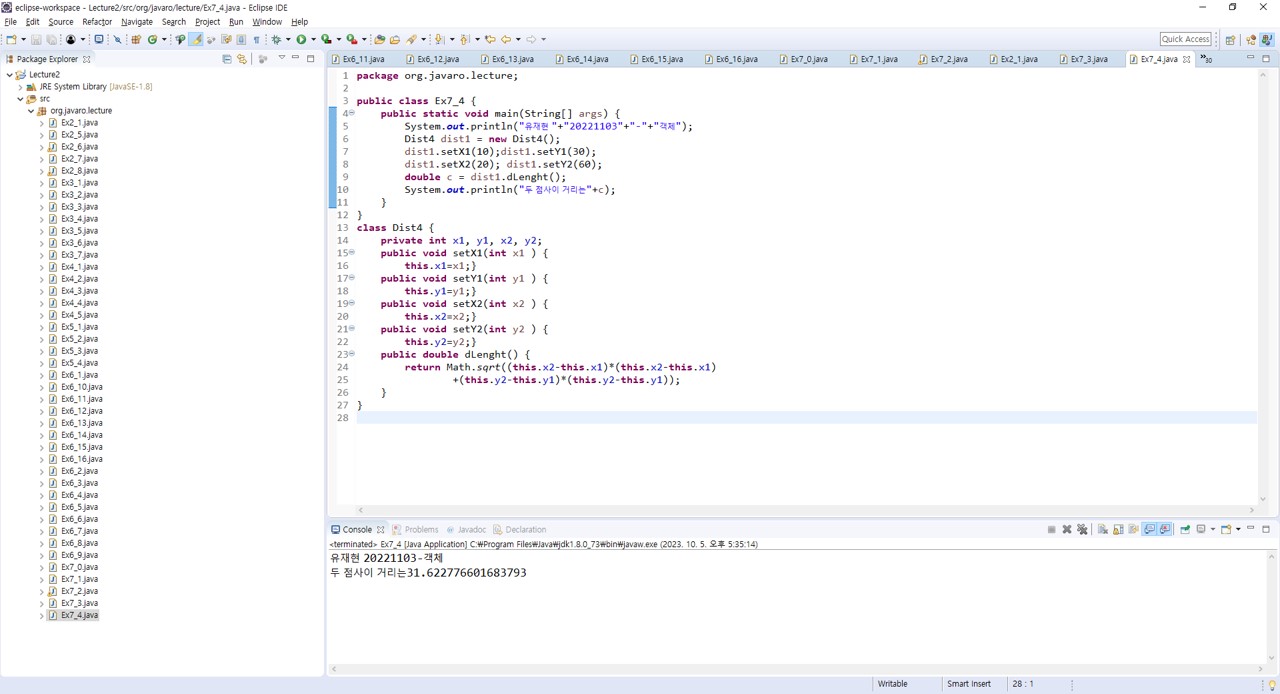 eclipse-workspace - Lecture2/src/org/javaro/lecture/Ex7_4.java - Eclipse IDE
File Edit Source Refactor Navigate Search Project Run Window Help
Quick Access
Package Explorer
Ex6_11.java Ex6_12.java Ex6_13.java Ex6_14.java Ex6_15.java Ex6_16.java Ex7_0.java Ex7_1.java Ex7_2.java Ex2_1.java Ex7_3.java Ex7_4.java »30
Lecture2
JRE System Library [JavaSE-1.8]
src
org.javaro.lecture
Ex2_1.java
Ex2_5.java
Ex2_6.java
Ex2_7.java
Ex2_8.java
Ex3_1.java
Ex3_2.java
Ex3_3.java
Ex3_4.java
Ex3_5.java
Ex3_6.java
Ex3_7.java
Ex4_1.java
Ex4_2.java
Ex4_3.java
Ex4_4.java
Ex4_5.java
Ex5_1.java
Ex5_2.java
Ex5_3.java
Ex5_4.java
Ex6_1.java
Ex6_10.java
Ex6_11.java
Ex6_12.java
Ex6_13.java
Ex6_14.java
Ex6_15.java
Ex6_16.java
Ex6_2.java
Ex6_3.java
Ex6_4.java
Ex6_5.java
Ex6_6.java
Ex6_7.java
Ex6_8.java
Ex6_9.java
Ex7_0.java
Ex7_1.java
Ex7_2.java
Ex7_3.java
Ex7_4.java
1 package org.javaro.lecture;
2
3 public class Ex7_4 {
4 public static void main(String[] args) {
5 System.out.println("유재현 "+"20221103"+"-"+"객체");
6 Dist4 dist1 = new Dist4();
7 dist1.setX1(10);dist1.setY1(30);
8 dist1.setX2(20); dist1.setY2(60);
9 double c = dist1.dLenght();
10 System.out.println("두 점사이 거리는"+c);
11 }
12 }
13 class Dist4 {
14 private int x1, y1, x2, y2;
15 public void setX1(int x1 ) {
16 this.x1=x1;}
17 public void setY1(int y1 ) {
18 this.y1=y1;}
19 public void setX2(int x2 ) {
20 this.x2=x2;}
21 public void setY2(int y2 ) {
22 this.y2=y2;}
23 public double dLenght() {
24 return Math.sqrt((this.x2-this.x1)*(this.x2-this.x1)
25 +(this.y2-this.y1)*(this.y2-this.y1));
26 }
27 }
28
Console Problems Javadoc Declaration
<terminated> Ex7_4 [Java Application] C:₩Program Files₩Java₩jdk1.8.0_73₩bin₩javaw.exe (2023. 10. 5. 오후 5:35:14)
유재현 20221103-객체
두 점사이 거리는31.622776601683793
Writable Smart Insert 28 : 1